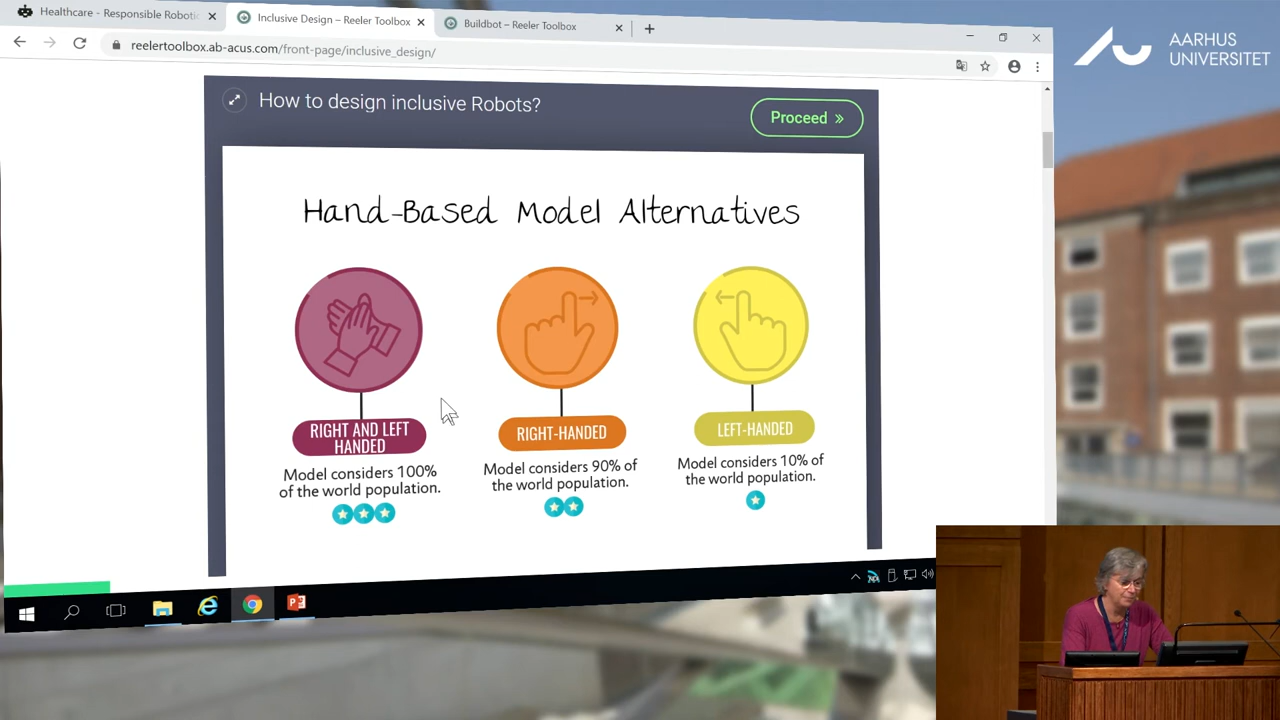 Healthcare - Responsible Robotic
Inclusive Design – Reeler Toolbox
Buildbot – Reeler Toolbox
reelertoolbox.ab-acus.com/front-page/inclusive_design/
AARHUS
UNIVERSITET
How to design inclusive Robots?
Proceed »
Hand-Based Model Alternatives
RIGHT AND LEFT
HANDED
Model considers 100%
of the world population.
RIGHT-HANDED
Model considers 90% of
the world population.
LEFT-HANDED
Model considers 10% of
the world population.